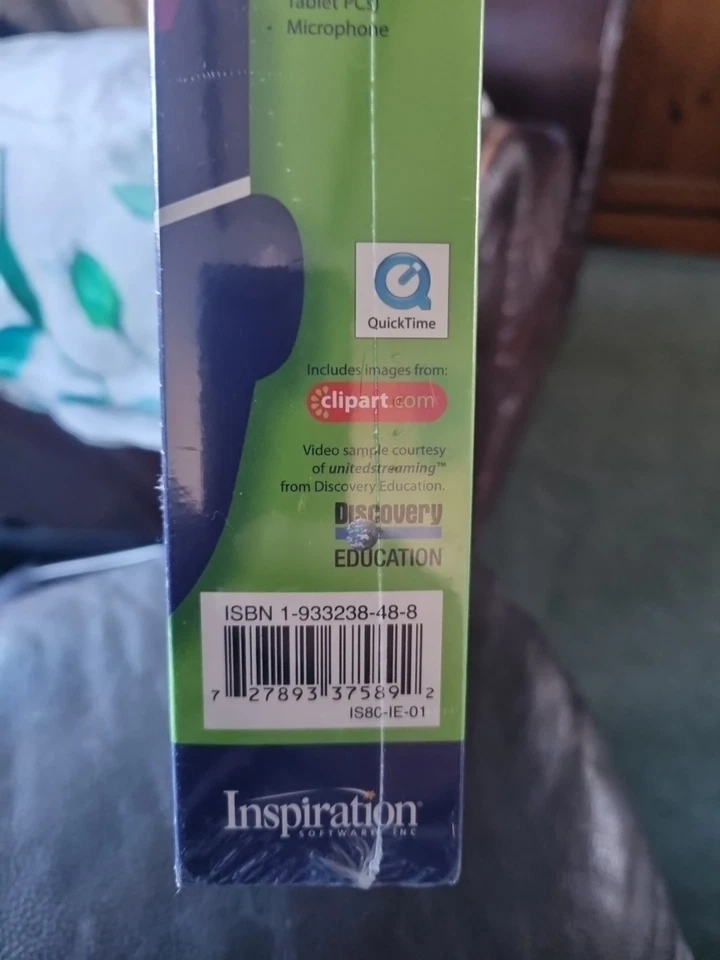 Tablet PCs)
- Microphone
QuickTime
Includes images from:
clipart.com
Video sample courtesy
of unitedstreaming™
from Discovery Education.
Discovery
EDUCATION
ISBN 1-933238-48-8
7 27893 37589 2
IS80-IE-01
Inspiration®
SOFTWARE, INC